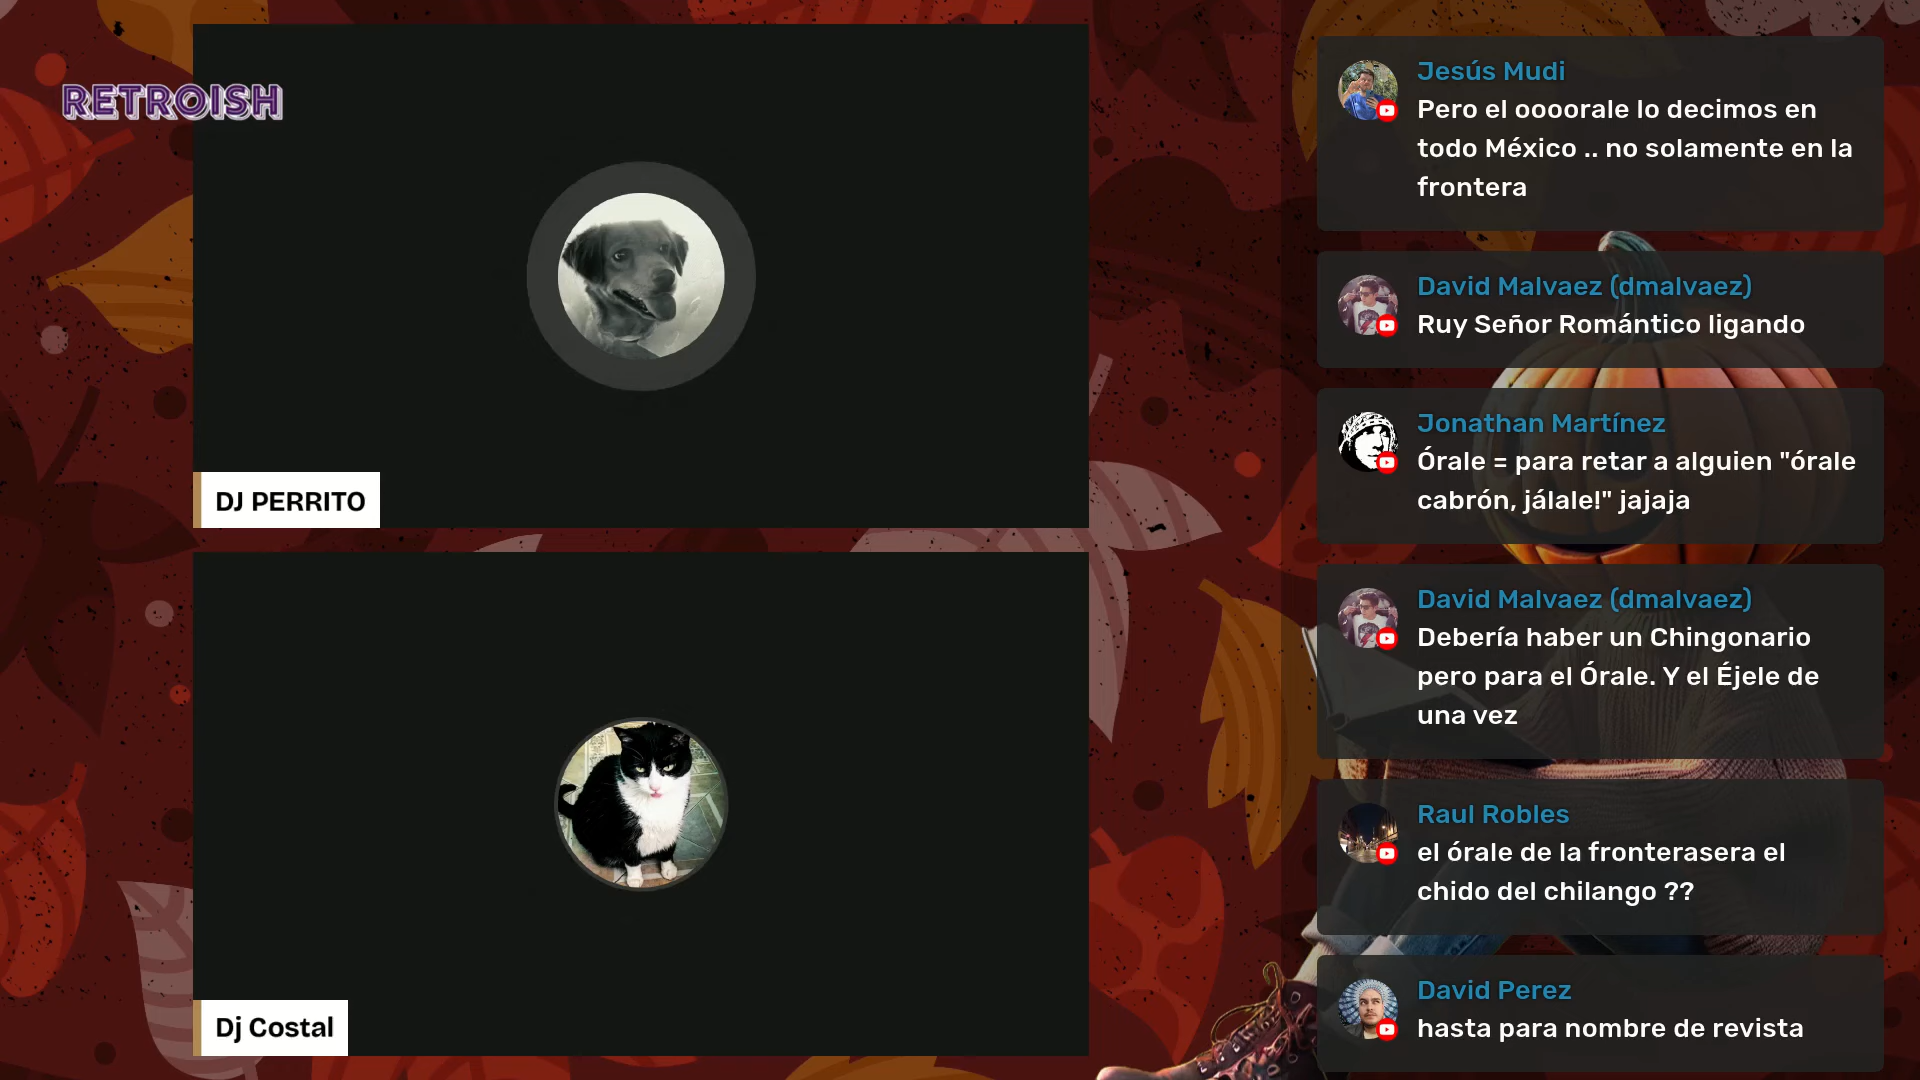 RETROISH
DJ PERRITO
Dj Costal
Jesús Mudi
Pero el oooorale lo decimos en
todo México .. no solamente en la
frontera
David Malvaez (dmalvaez)
Ruy Señor Romántico ligando
Jonathan Martínez
Órale = para retar a alguien "órale
cabrón, jálale!" jajaja
David Malvaez (dmalvaez)
Debería haber un Chingonario
pero para el Órale. Y el Éjele de
una vez
Raul Robles
el órale de la fronterasera el
chido del chilango ??
David Perez
hasta para nombre de revista